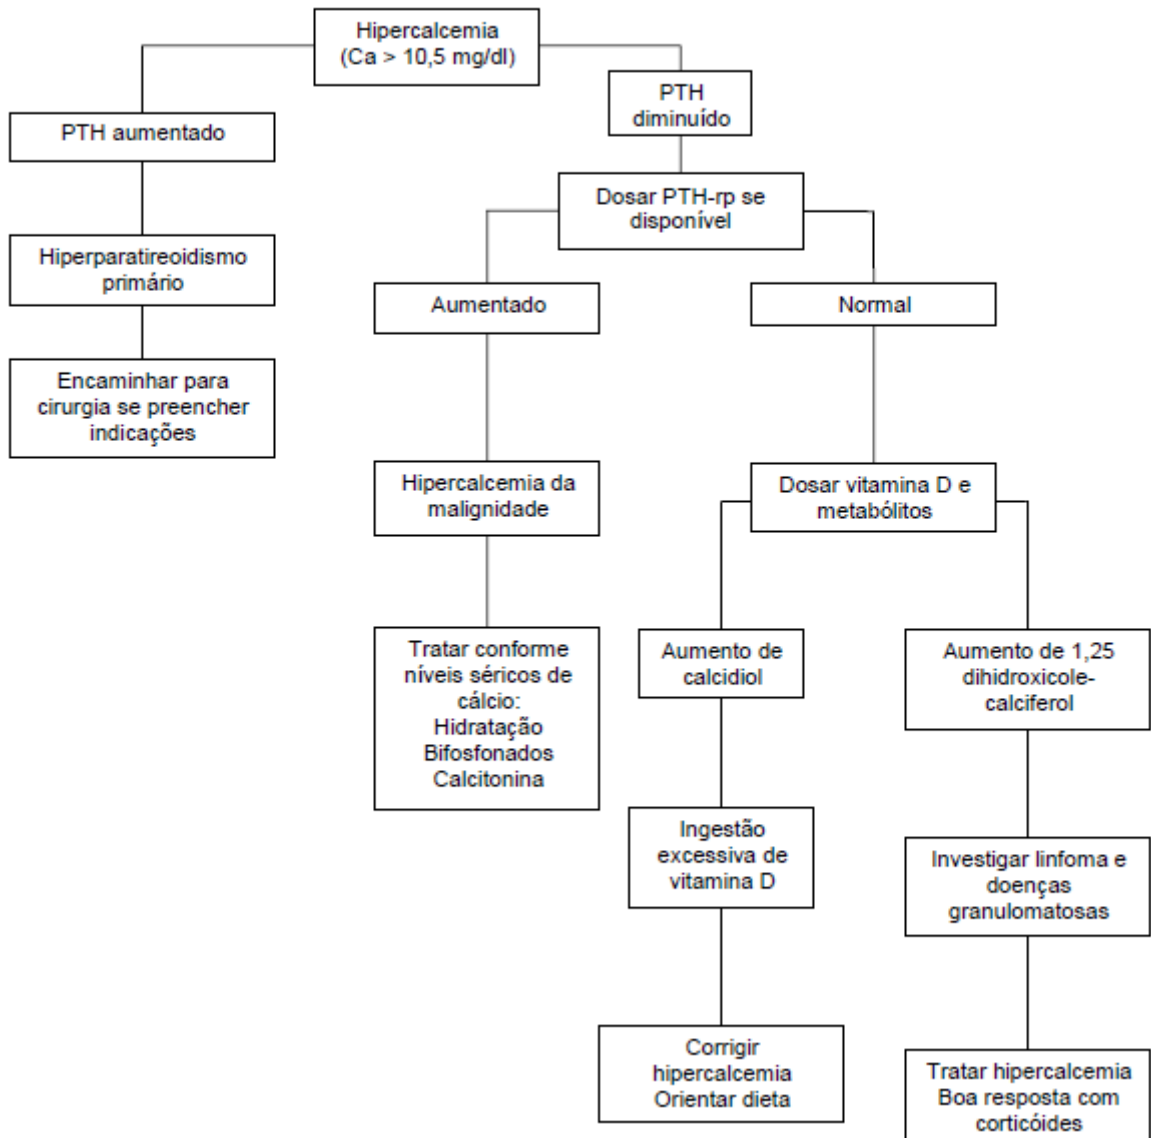 Hipercalcemia
(Ca > 10,5 mg/dl)
PTH aumentado
PTH
diminuído
Dosar PTH-rp se
disponível
Hiperparatireoidismo
primário
Aumentado
Normal
Encaminhar para
cirurgia se preencher
indicações
Hipercalcemia da
malignidade
Dosar vitamina D e
metabólitos
Tratar conforme
níveis séricos de
cálcio:
Hidratação
Bifosfonados
Calcitonina
Aumento de
calcidiol
Aumento de 1,25
dihidroxicole-
calciferol
Ingestão
excessiva de
vitamina D
Investigar linfoma e
doenças
granulomatosas
Corrigir
hipercalcemia
Orientar dieta
Tratar hipercalcemia
Boa resposta com
corticóides